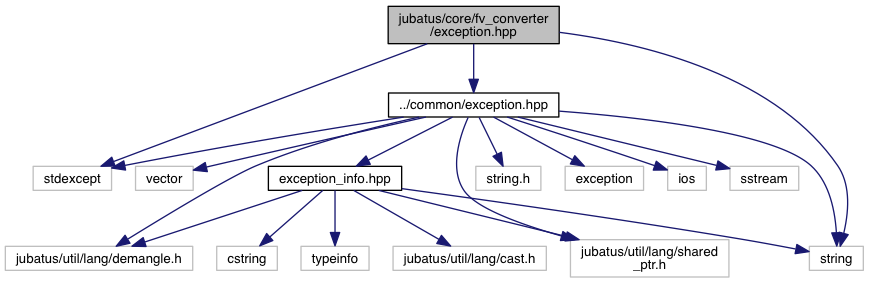 jubatus/core/fv_converter
/exception.hpp
../common/exception.hpp
stdexcept
vector
exception_info.hpp
string.h
exception
ios
sstream
jubatus/util/lang/demangle.h
cstring
typeinfo
jubatus/util/lang/cast.h
jubatus/util/lang/shared
_ptr.h
string